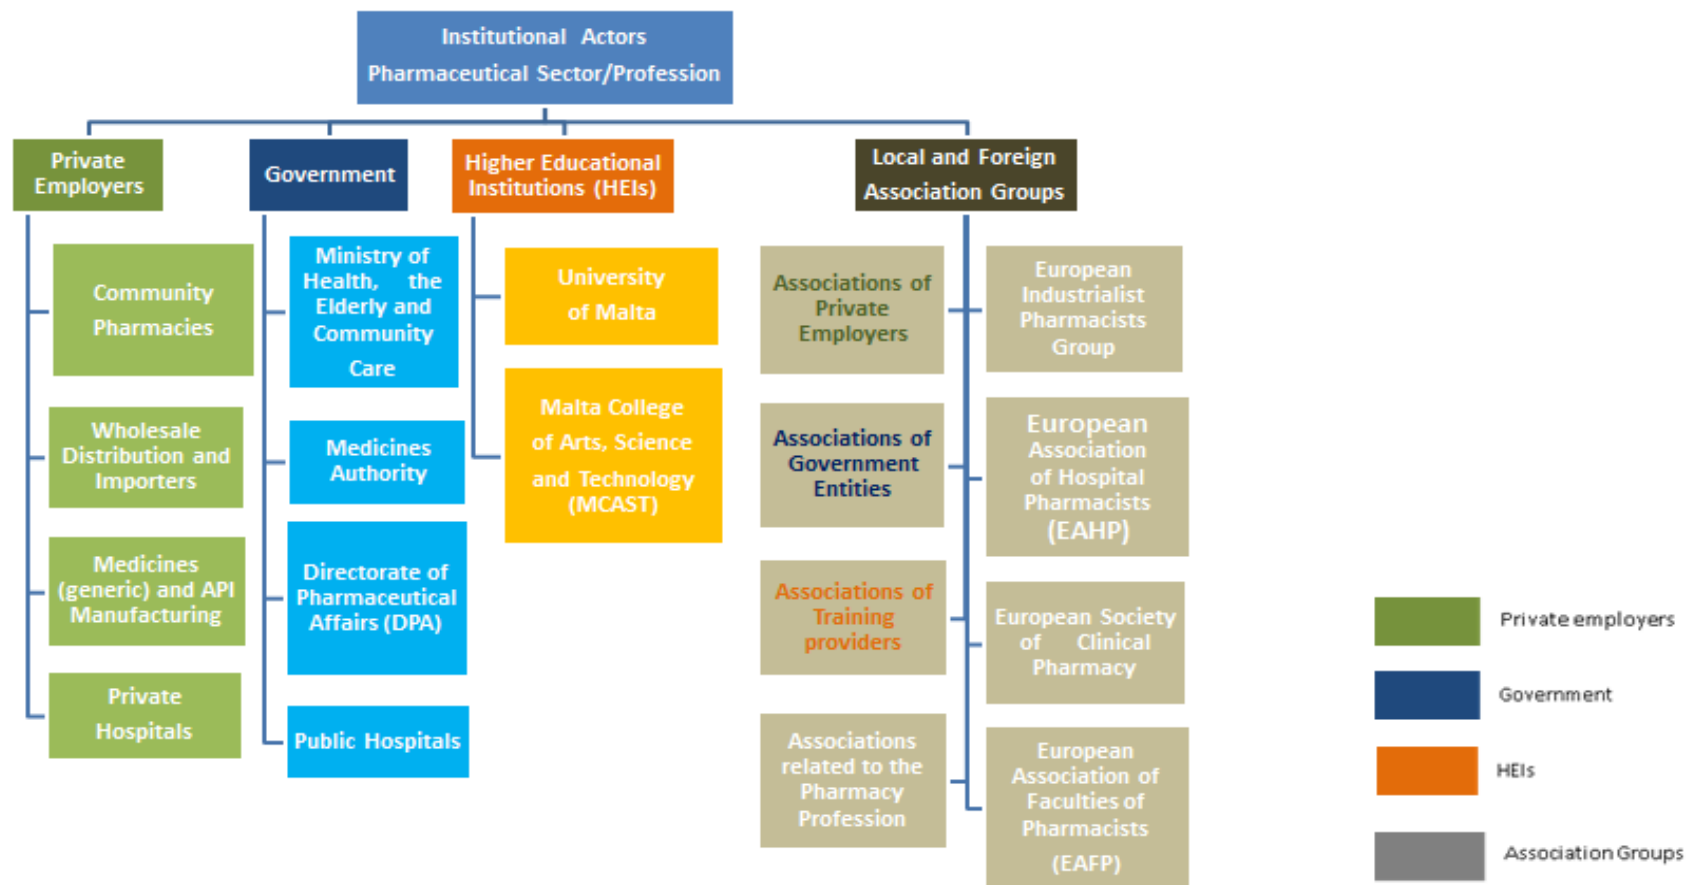 Institutional Actors
Pharmaceutical Sector/Profession
Private
Employers
Government
Higher Educational
Institutions (HEIs)
Local and Foreign
Association Groups
Community
Pharmacies
Wholesale
Distribution and
Importers
Medicines
(generic) and API
Manufacturing
Private
Hospitals
Ministry of
Health, the
Elderly and
Community
Care
Medicines
Authority
Directorate of
Pharmaceutical
Affairs (DPA)
Public Hospitals
University
of Malta
Malta College
of Arts, Science
and Technology
(MCAST)
Associations of
Private
Employers
Associations of
Government
Entities
Associations of
Training
providers
Associations
related to the
Pharmacy
Profession
European
Industrialist
Pharmacists
Group
European
Association
of Hospital
Pharmacists
(EAHP)
European Society
of Clinical
Pharmacy
European
Association of
Faculties of
Pharmacists
(EAFP)
Private employers
Government
HEIs
Association Groups